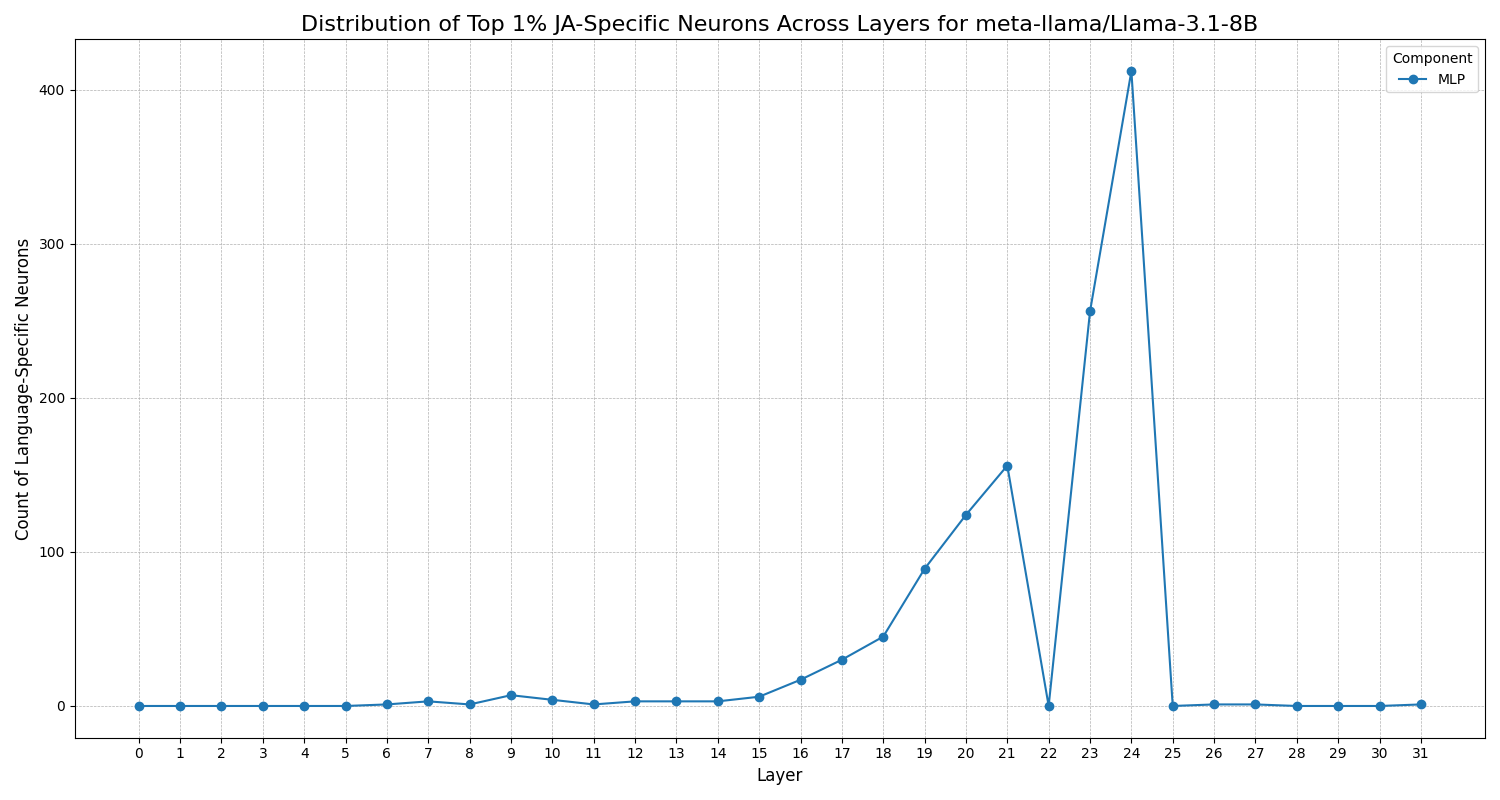 Distribution of Top 1% JA-Specific Neurons Across Layers for meta-llama/Llama-3.1-8B
Component
MLP
Count of Language-Specific Neurons
400
300
200
100
0
0 1 2 3 4 5 6 7 8 9 10 11 12 13 14 15 16 17 18 19 20 21 22 23 24 25 26 27 28 29 30 31
Layer